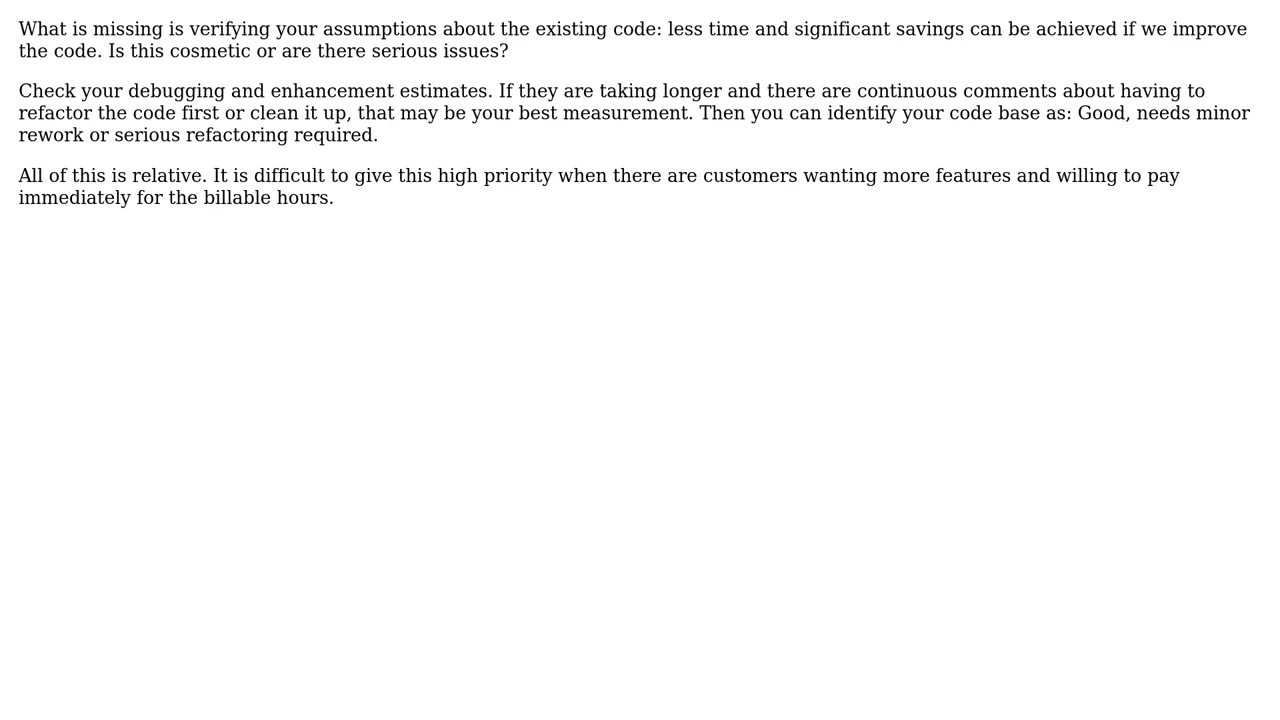 What is missing is verifying your assumptions about the existing code: less time and significant savings can be achieved if we improve
the code. Is this cosmetic or are there serious issues?
Check your debugging and enhancement estimates. If they are taking longer and there are continuous comments about having to
refactor the code first or clean it up, that may be your best measurement. Then you can identify your code base as: Good, needs minor
rework or serious refactoring required.
All of this is relative. It is difficult to give this high priority when there are customers wanting more features and willing to pay
immediately for the billable hours.